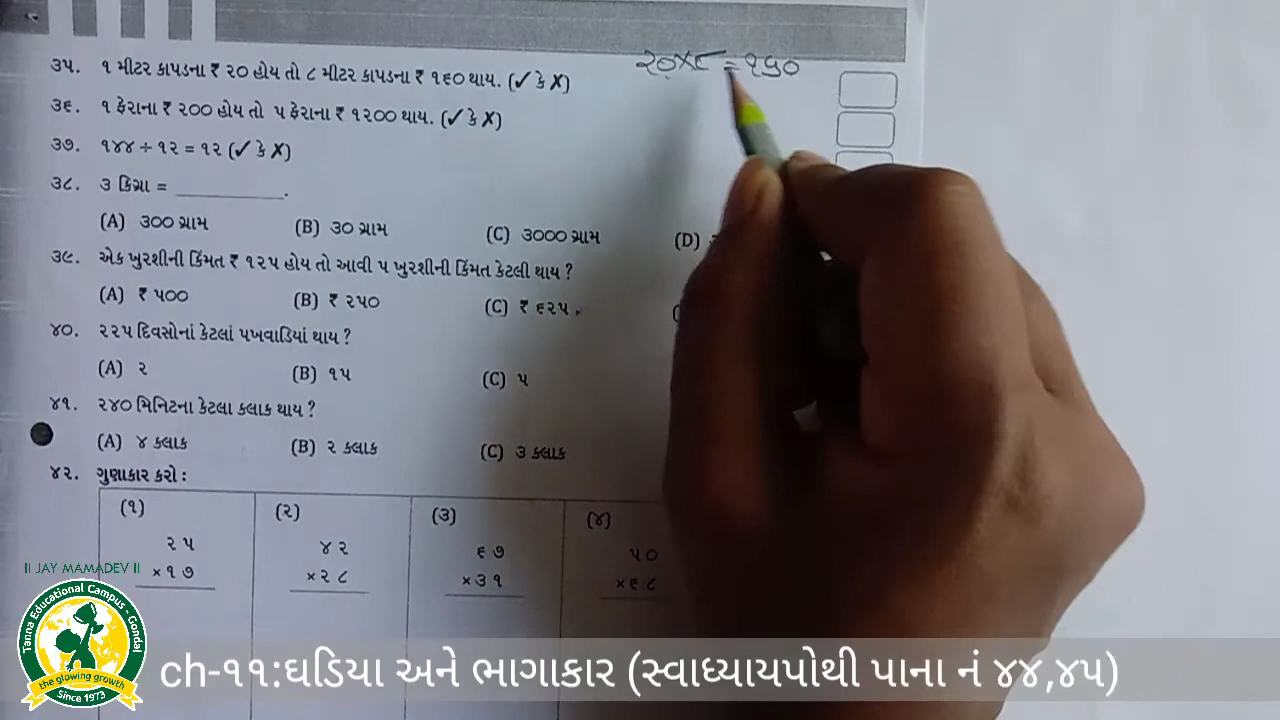 ૩૫. ૧ મીટર કાપડના ₹ ૨૦ હોય તો ૮ મીટર કાપડના ₹ ૧૬૦ થાય. (✓ કે ✗)
૨૦×૮=૧૬૦
૩૬. ૧ ફેરાના ₹ ૨૦૦ હોય તો ૫ ફેરાના ₹ ૧૨૦૦ થાય. (✓ કે ✗)
૩૭. ૧૪૪ ÷ ૧૨ = ૧૨ (✓ કે ✗)
૩૮. ૩ કિગ્રા = ____________.
(A) ૩૦૦ ગ્રામ (B) ૩૦ ગ્રામ (C) ૩૦૦૦ ગ્રામ (D)
૩૯. એક ખુરશીની કિંમત ₹ ૧૨૫ હોય તો આવી ૫ ખુરશીની કિંમત કેટલી થાય ?
(A) ₹ ૫૦૦ (B) ₹ ૨૫૦ (C) ₹ ૬૨૫
૪૦. ૨૨૫ દિવસોનાં કેટલાં પખવાડિયાં થાય ?
(A) ૨ (B) ૧૫ (C) ૫
૪૧. ૨૪૦ મિનિટના કેટલા કલાક થાય ?
(A) ૪ કલાક (B) ૨ કલાક (C) ૩ કલાક
૪૨. ગુણાકાર કરો :
(૧) (૨) (૩) (૪)
૨૫ ૪૨ ૬૭ ૫૦
×૧૭ ×૨૮ ×૩૧ ×૬૮
॥ JAY MAMADEV ॥
Tanna Educational Campus - Gondal
the glowing growth
Since 1973
ch-૧૧:ઘડિયા અને ભાગાકાર (સ્વાધ્યાયપોથી પાના નં ૪૪,૪૫)